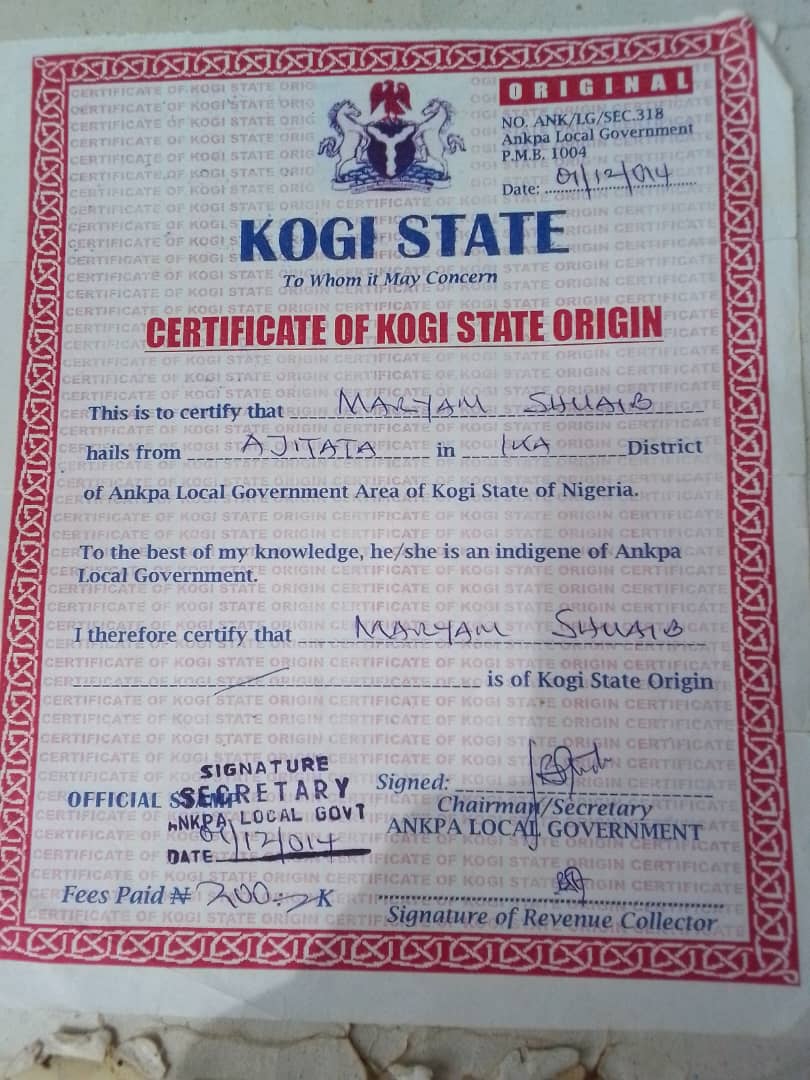 ORIGINAL
NO. ANK/LG/SEC.318
Ankpa Local Government
P.M.B. 1004
Date: 01/12/014
KOGI STATE
To Whom it May Concern
CERTIFICATE OF KOGI STATE ORIGIN
This is to certify that MARYAM SHUAIB
hails from AJITATA in IKA District
of Ankpa Local Government Area of Kogi State of Nigeria.
To the best of my knowledge, he/she is an indigene of Ankpa
Local Government.
I therefore certify that MARYAM SHUAIB
is of Kogi State Origin
SIGNATURE
OFFICIAL STAMP
SECRETARY
ANKPA LOCAL GOVT
DATE 01/12/014
Signed:
Chairman/Secretary
ANKPA LOCAL GOVERNMENT
Fees Paid ₦ 200 K
Signature of Revenue Collector